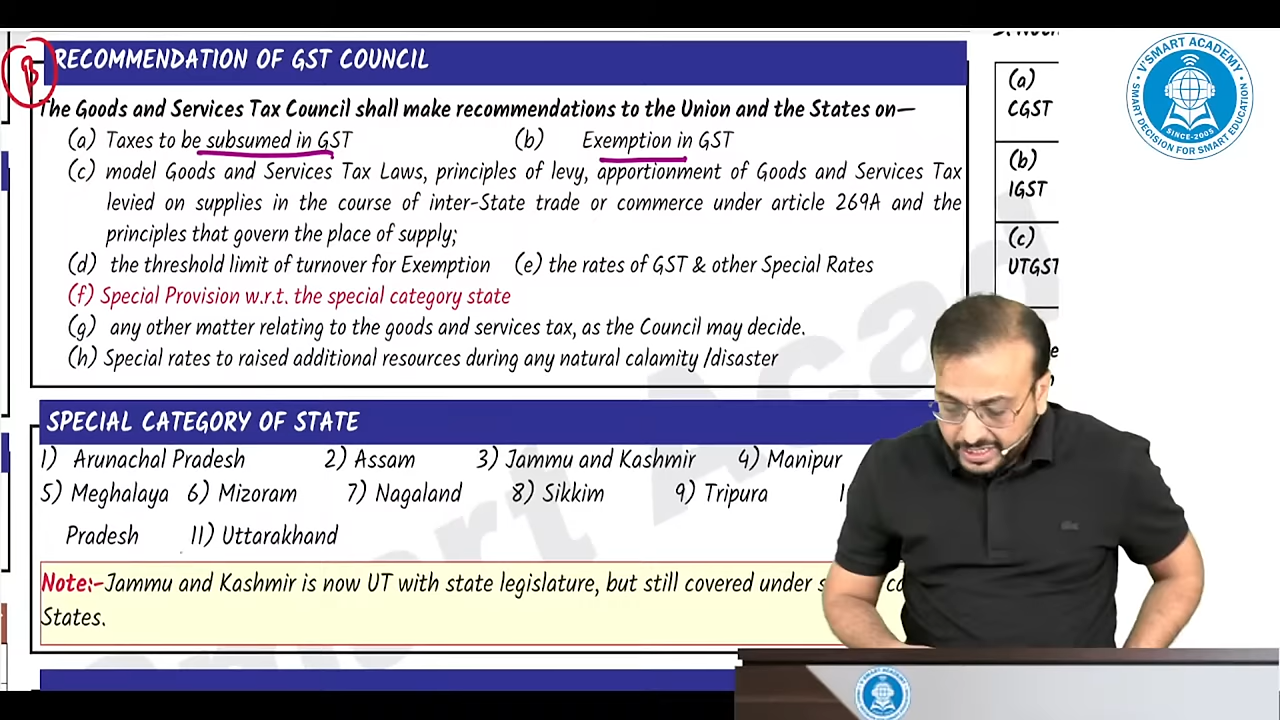 RECOMMENDATION OF GST COUNCIL
The Goods and Services Tax Council shall make recommendations to the Union and the States on—
(a) Taxes to be subsumed in GST (b) Exemption in GST
(c) model Goods and Services Tax Laws, principles of levy, apportionment of Goods and Services Tax
levied on supplies in the course of inter-State trade or commerce under article 269A and the
principles that govern the place of supply;
(d) the threshold limit of turnover for Exemption (e) the rates of GST & other Special Rates
(f) Special Provision w.r.t. the special category state
(g) any other matter relating to the goods and services tax, as the Council may decide.
(h) Special rates to raised additional resources during any natural calamity /disaster
SPECIAL CATEGORY OF STATE
1) Arunachal Pradesh 2) Assam 3) Jammu and Kashmir 4) Manipur
5) Meghalaya 6) Mizoram 7) Nagaland 8) Sikkim 9) Tripura
Pradesh 11) Uttarakhand
Note:-Jammu and Kashmir is now UT with state legislature, but still covered under
States.
(a)
CGST
(b)
IGST
(c)
UTGST
V'SMART ACADEMY
SMART DECISION FOR SMART EDUCATION
SINCE-2005